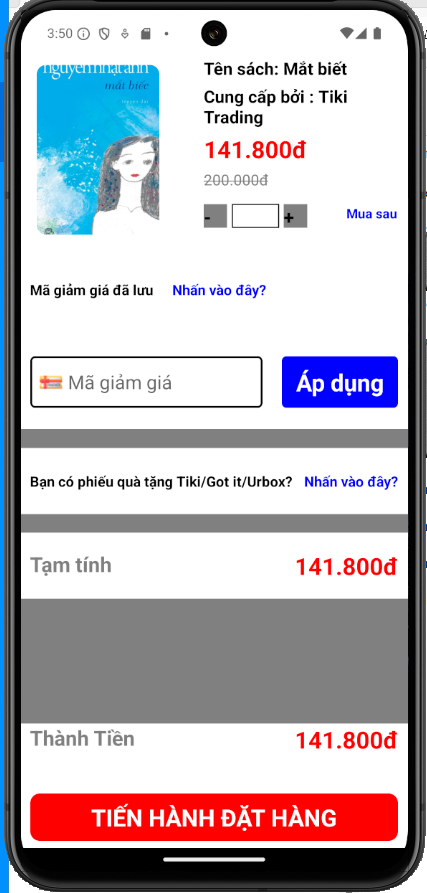 3:50
nguyễn nhật ánh
mắt biếc
truyện dài
Tên sách: Mắt biết
Cung cấp bởi : Tiki
Trading
141.800đ
200.000đ
- +
Mua sau
Mã giảm giá đã lưu Nhấn vào đây?
Mã giảm giá
Áp dụng
Bạn có phiếu quà tặng Tiki/Got it/Urbox? Nhấn vào đây?
Tạm tính 141.800đ
Thành Tiền 141.800đ
TIẾN HÀNH ĐẶT HÀNG